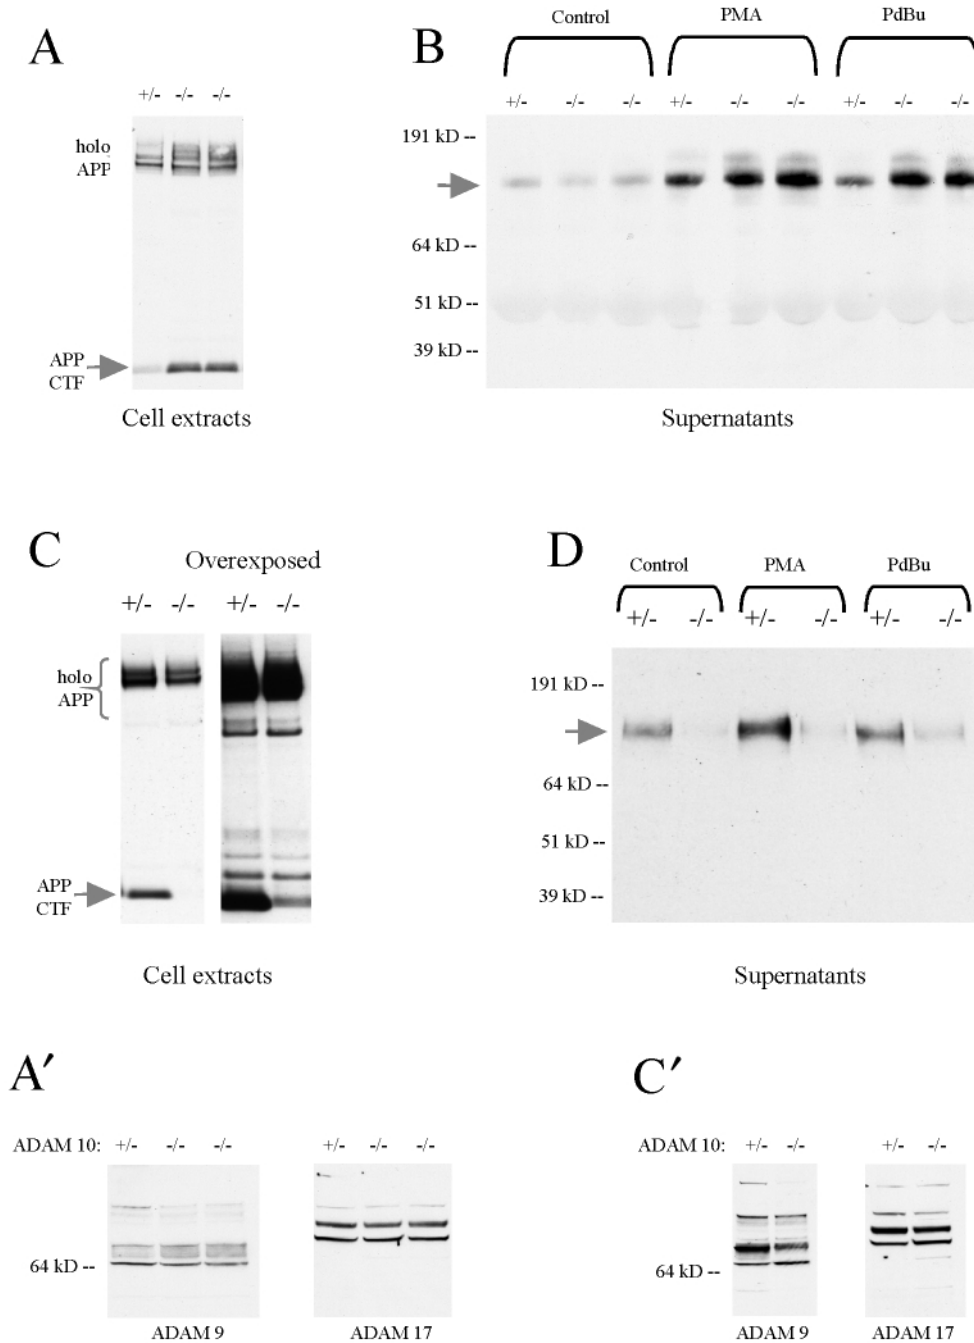 A
+/- -/- -/-
holo
APP
APP
CTF
Cell extracts
B
Control PMA PdBu
+/- -/- -/- +/- -/- -/- +/- -/- -/-
191 kD --
64 kD --
51 kD --
39 kD --
Supernatants
C
Overexposed
+/- -/- +/- -/-
holo
APP
APP
CTF
Cell extracts
D
Control PMA PdBu
+/- -/- +/- -/- +/- -/-
191 kD --
64 kD --
51 kD --
39 kD --
Supernatants
A′
ADAM 10: +/- -/- -/- +/- -/- -/-
64 kD --
ADAM 9 ADAM 17
C′
ADAM 10: +/- -/- +/- -/-
64 kD --
ADAM 9 ADAM 17